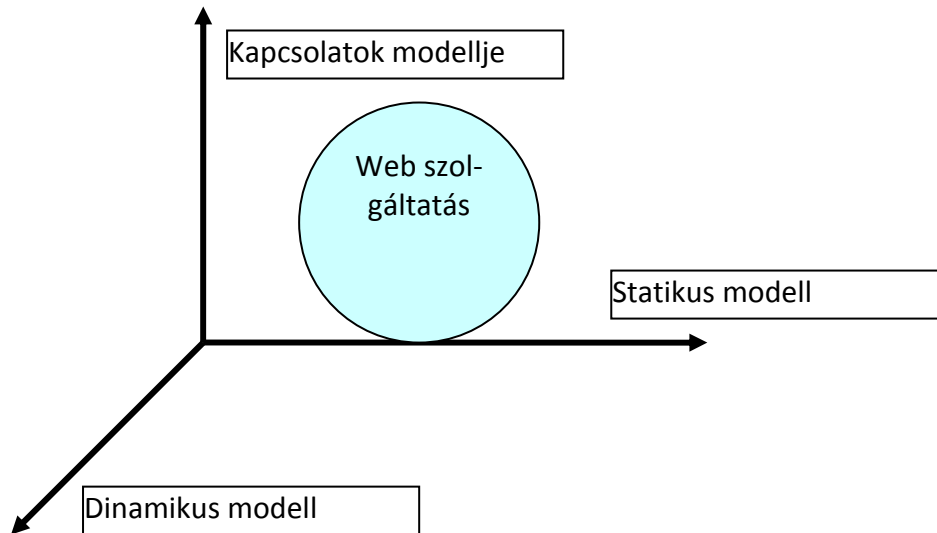 Kapcsolatok modellje
Web szol-
gáltatás
Statikus modell
Dinamikus modell